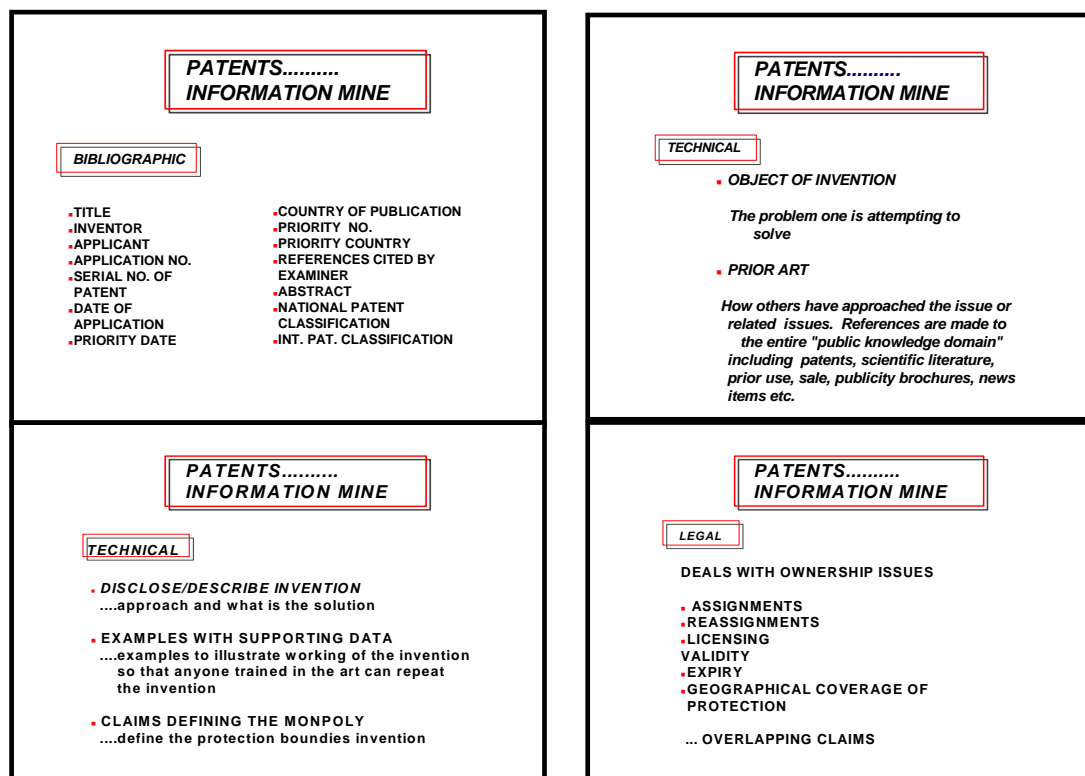 PATENTS..........
INFORMATION MINE
BIBLIOGRAPHIC
▪TITLE
▪INVENTOR
▪APPLICANT
▪APPLICATION NO.
▪SERIAL NO. OF
PATENT
▪DATE OF
APPLICATION
▪PRIORITY DATE
▪COUNTRY OF PUBLICATION
▪PRIORITY NO.
▪PRIORITY COUNTRY
▪REFERENCES CITED BY
EXAMINER
▪ABSTRACT
▪NATIONAL PATENT
CLASSIFICATION
▪INT. PAT. CLASSIFICATION
PATENTS..........
INFORMATION MINE
TECHNICAL
▪ OBJECT OF INVENTION
The problem one is attempting to
solve
▪ PRIOR ART
How others have approached the issue or
related issues. References are made to
the entire "public knowledge domain"
including patents, scientific literature,
prior use, sale, publicity brochures, news
items etc.
PATENTS..........
INFORMATION MINE
TECHNICAL
▪ DISCLOSE/DESCRIBE INVENTION
....approach and what is the solution
▪ EXAMPLES WITH SUPPORTING DATA
....examples to illustrate working of the invention
so that anyone trained in the art can repeat
the invention
▪ CLAIMS DEFINING THE MONPOLY
....define the protection boundies invention
PATENTS..........
INFORMATION MINE
LEGAL
DEALS WITH OWNERSHIP ISSUES
▪ ASSIGNMENTS
▪REASSIGNMENTS
▪LICENSING
VALIDITY
▪EXPIRY
▪GEOGRAPHICAL COVERAGE OF
PROTECTION
... OVERLAPPING CLAIMS